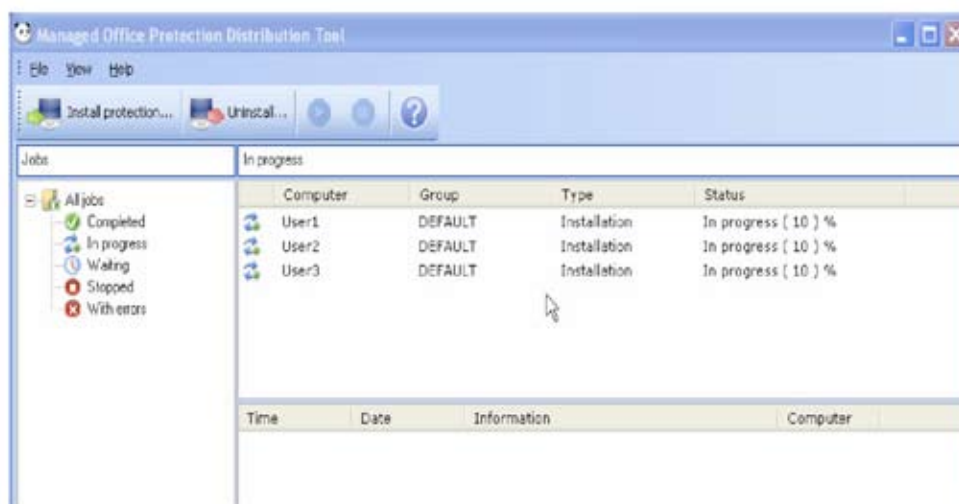 Managed Office Protection Distribution Tool
File View Help
Install protection... Uninstall...
Jobs
In progress
All jobs
Completed
In progress
Waiting
Stopped
With errors
Computer Group Type Status
User1 DEFAULT Installation In progress ( 10 ) %
User2 DEFAULT Installation In progress ( 10 ) %
User3 DEFAULT Installation In progress ( 10 ) %
Time Date Information Computer